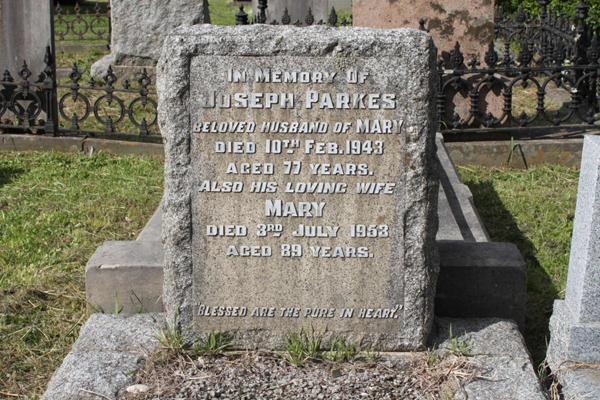 IN MEMORY OF
JOSEPH PARKES
BELOVED HUSBAND OF MARY
DIED 10TH FEB. 1943
AGED 77 YEARS.
ALSO HIS LOVING WIFE
MARY
DIED 3RD JULY 1953
AGED 89 YEARS.
"BLESSED ARE THE PURE IN HEART."